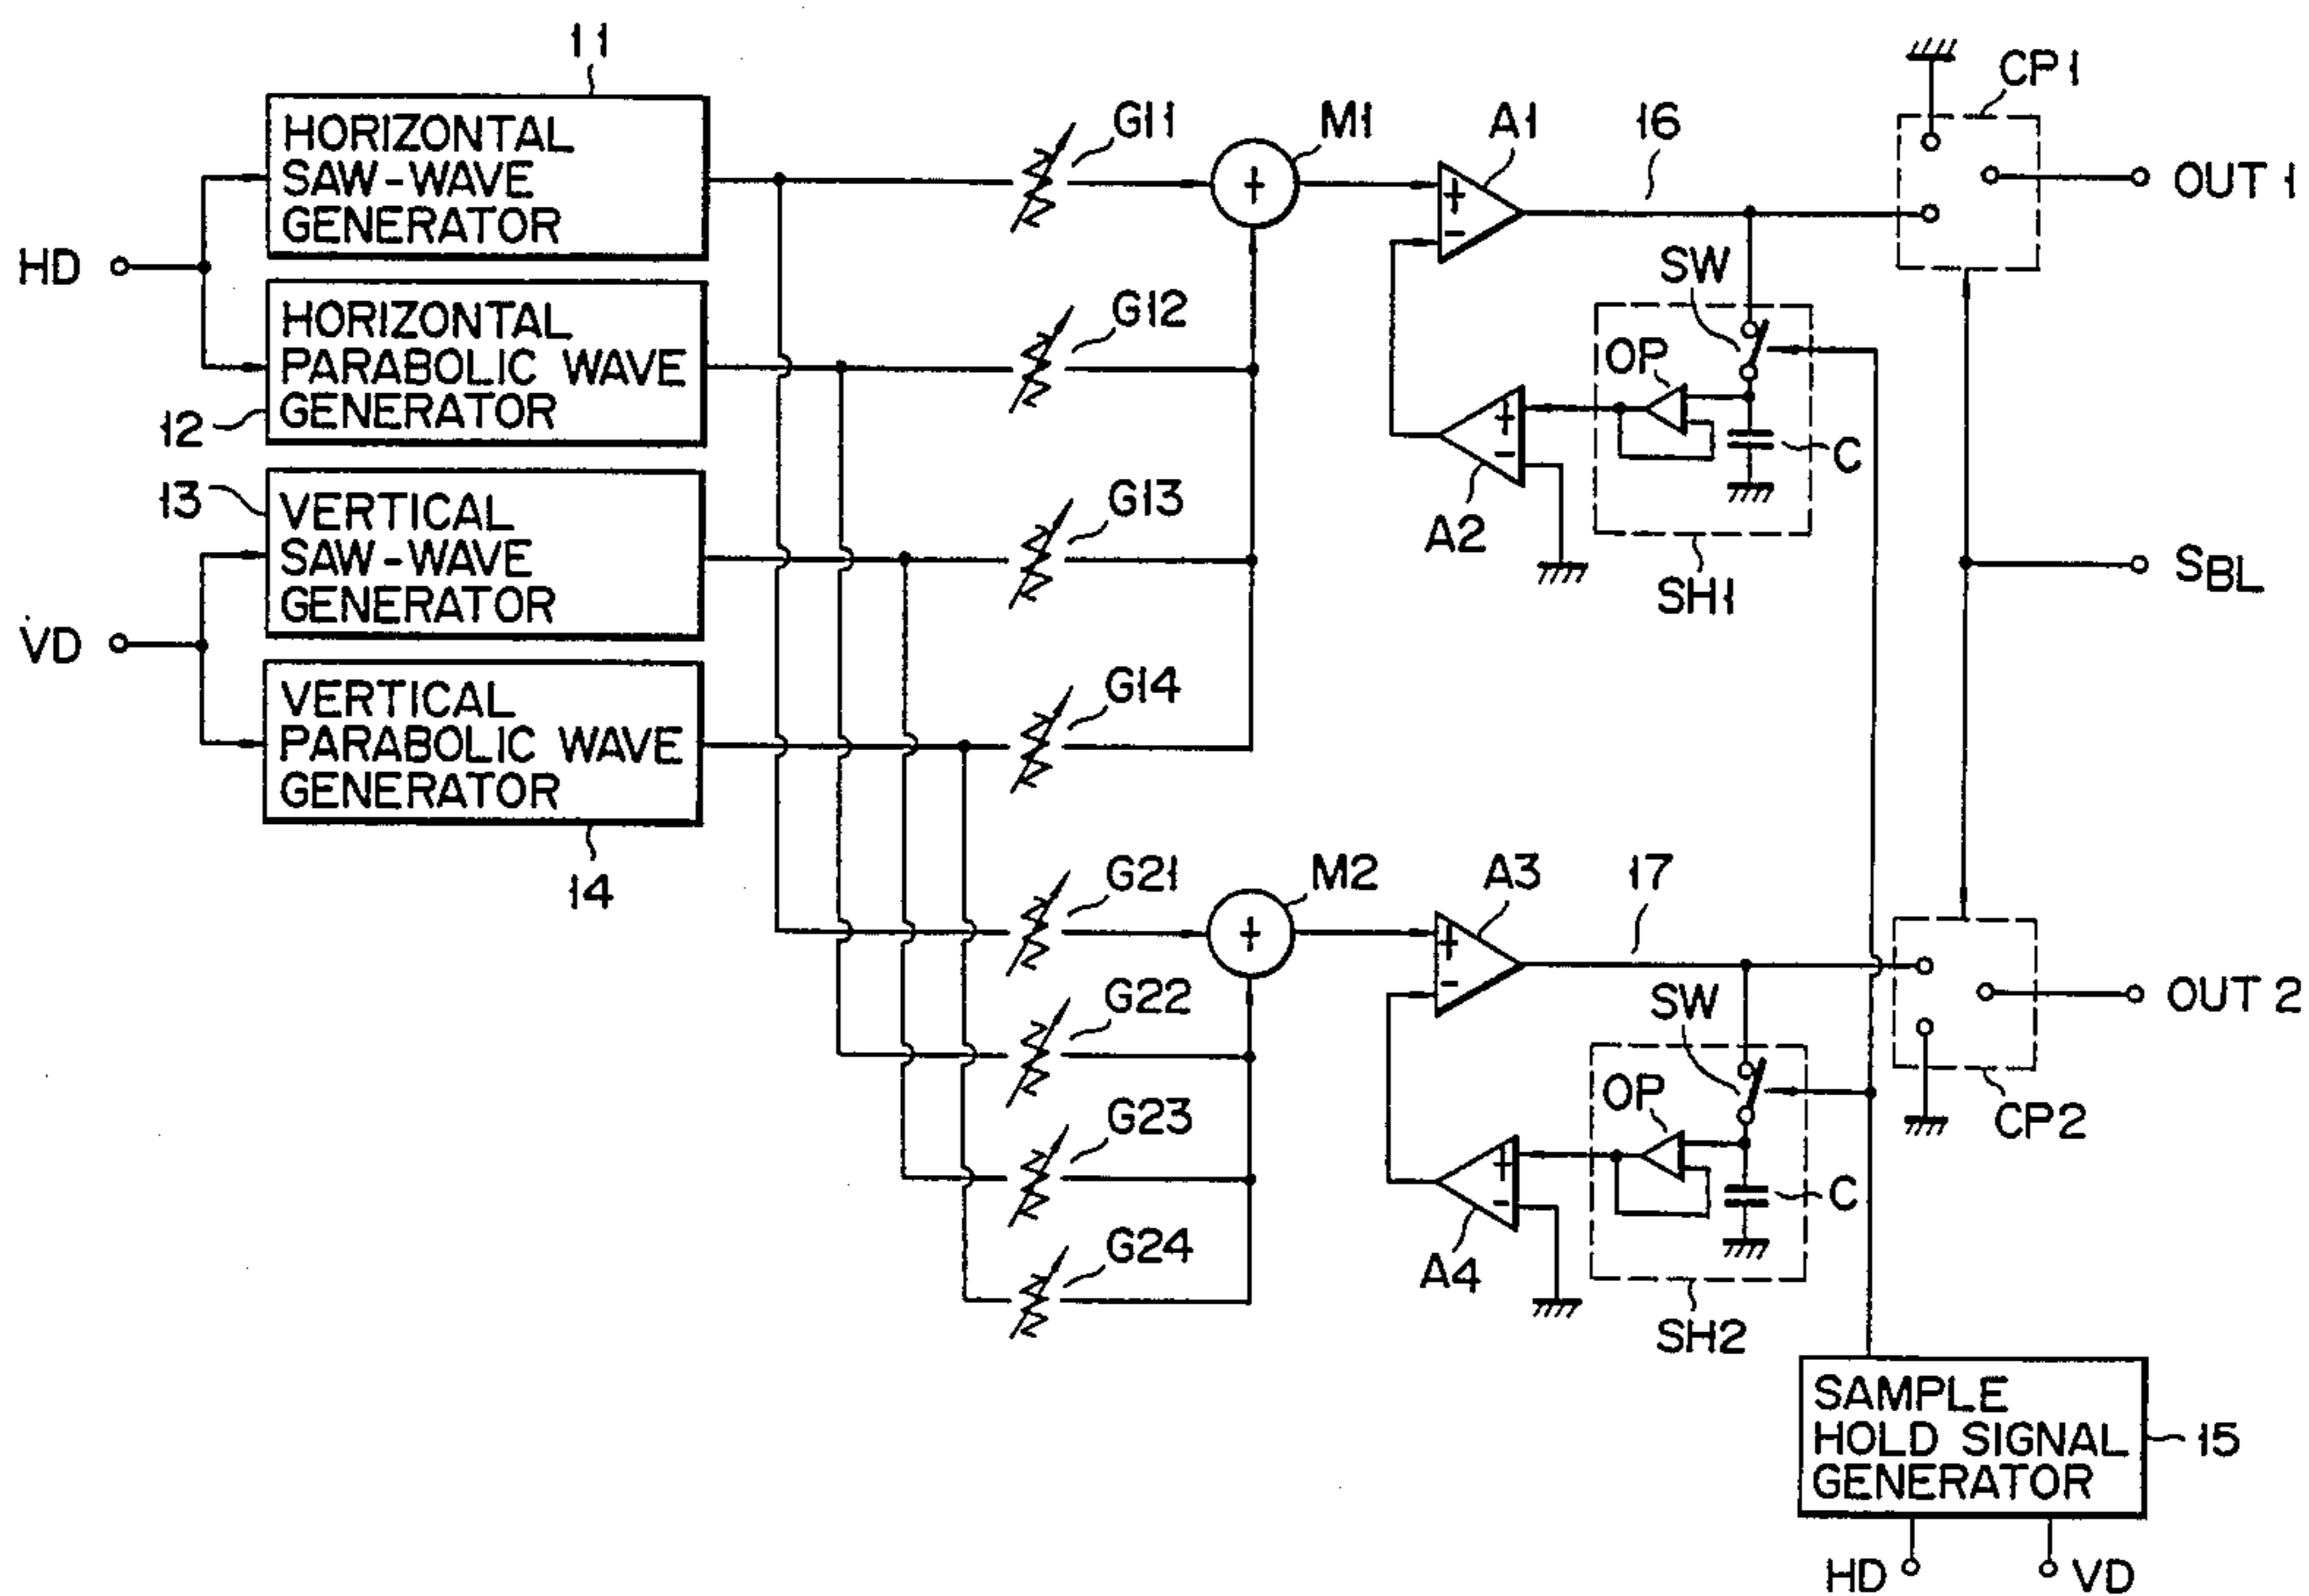 11
HORIZONTAL
SAW-WAVE
GENERATOR
HD
HORIZONTAL
PARABOLIC WAVE
GENERATOR
12
13
VERTICAL
SAW-WAVE
GENERATOR
VD
VERTICAL
PARABOLIC WAVE
GENERATOR
14
G11
M1
+
A1
+
-
16
CP1
OUT 1
G12
SW
OP
C
+
-
A2
SH1
G13
SBL
G14
G21
M2
+
A3
+
-
17
G22
SW
OUT 2
CP2
OP
C
+
-
A4
SH2
G23
G24
SAMPLE
HOLD SIGNAL
GENERATOR
15
HD
VD